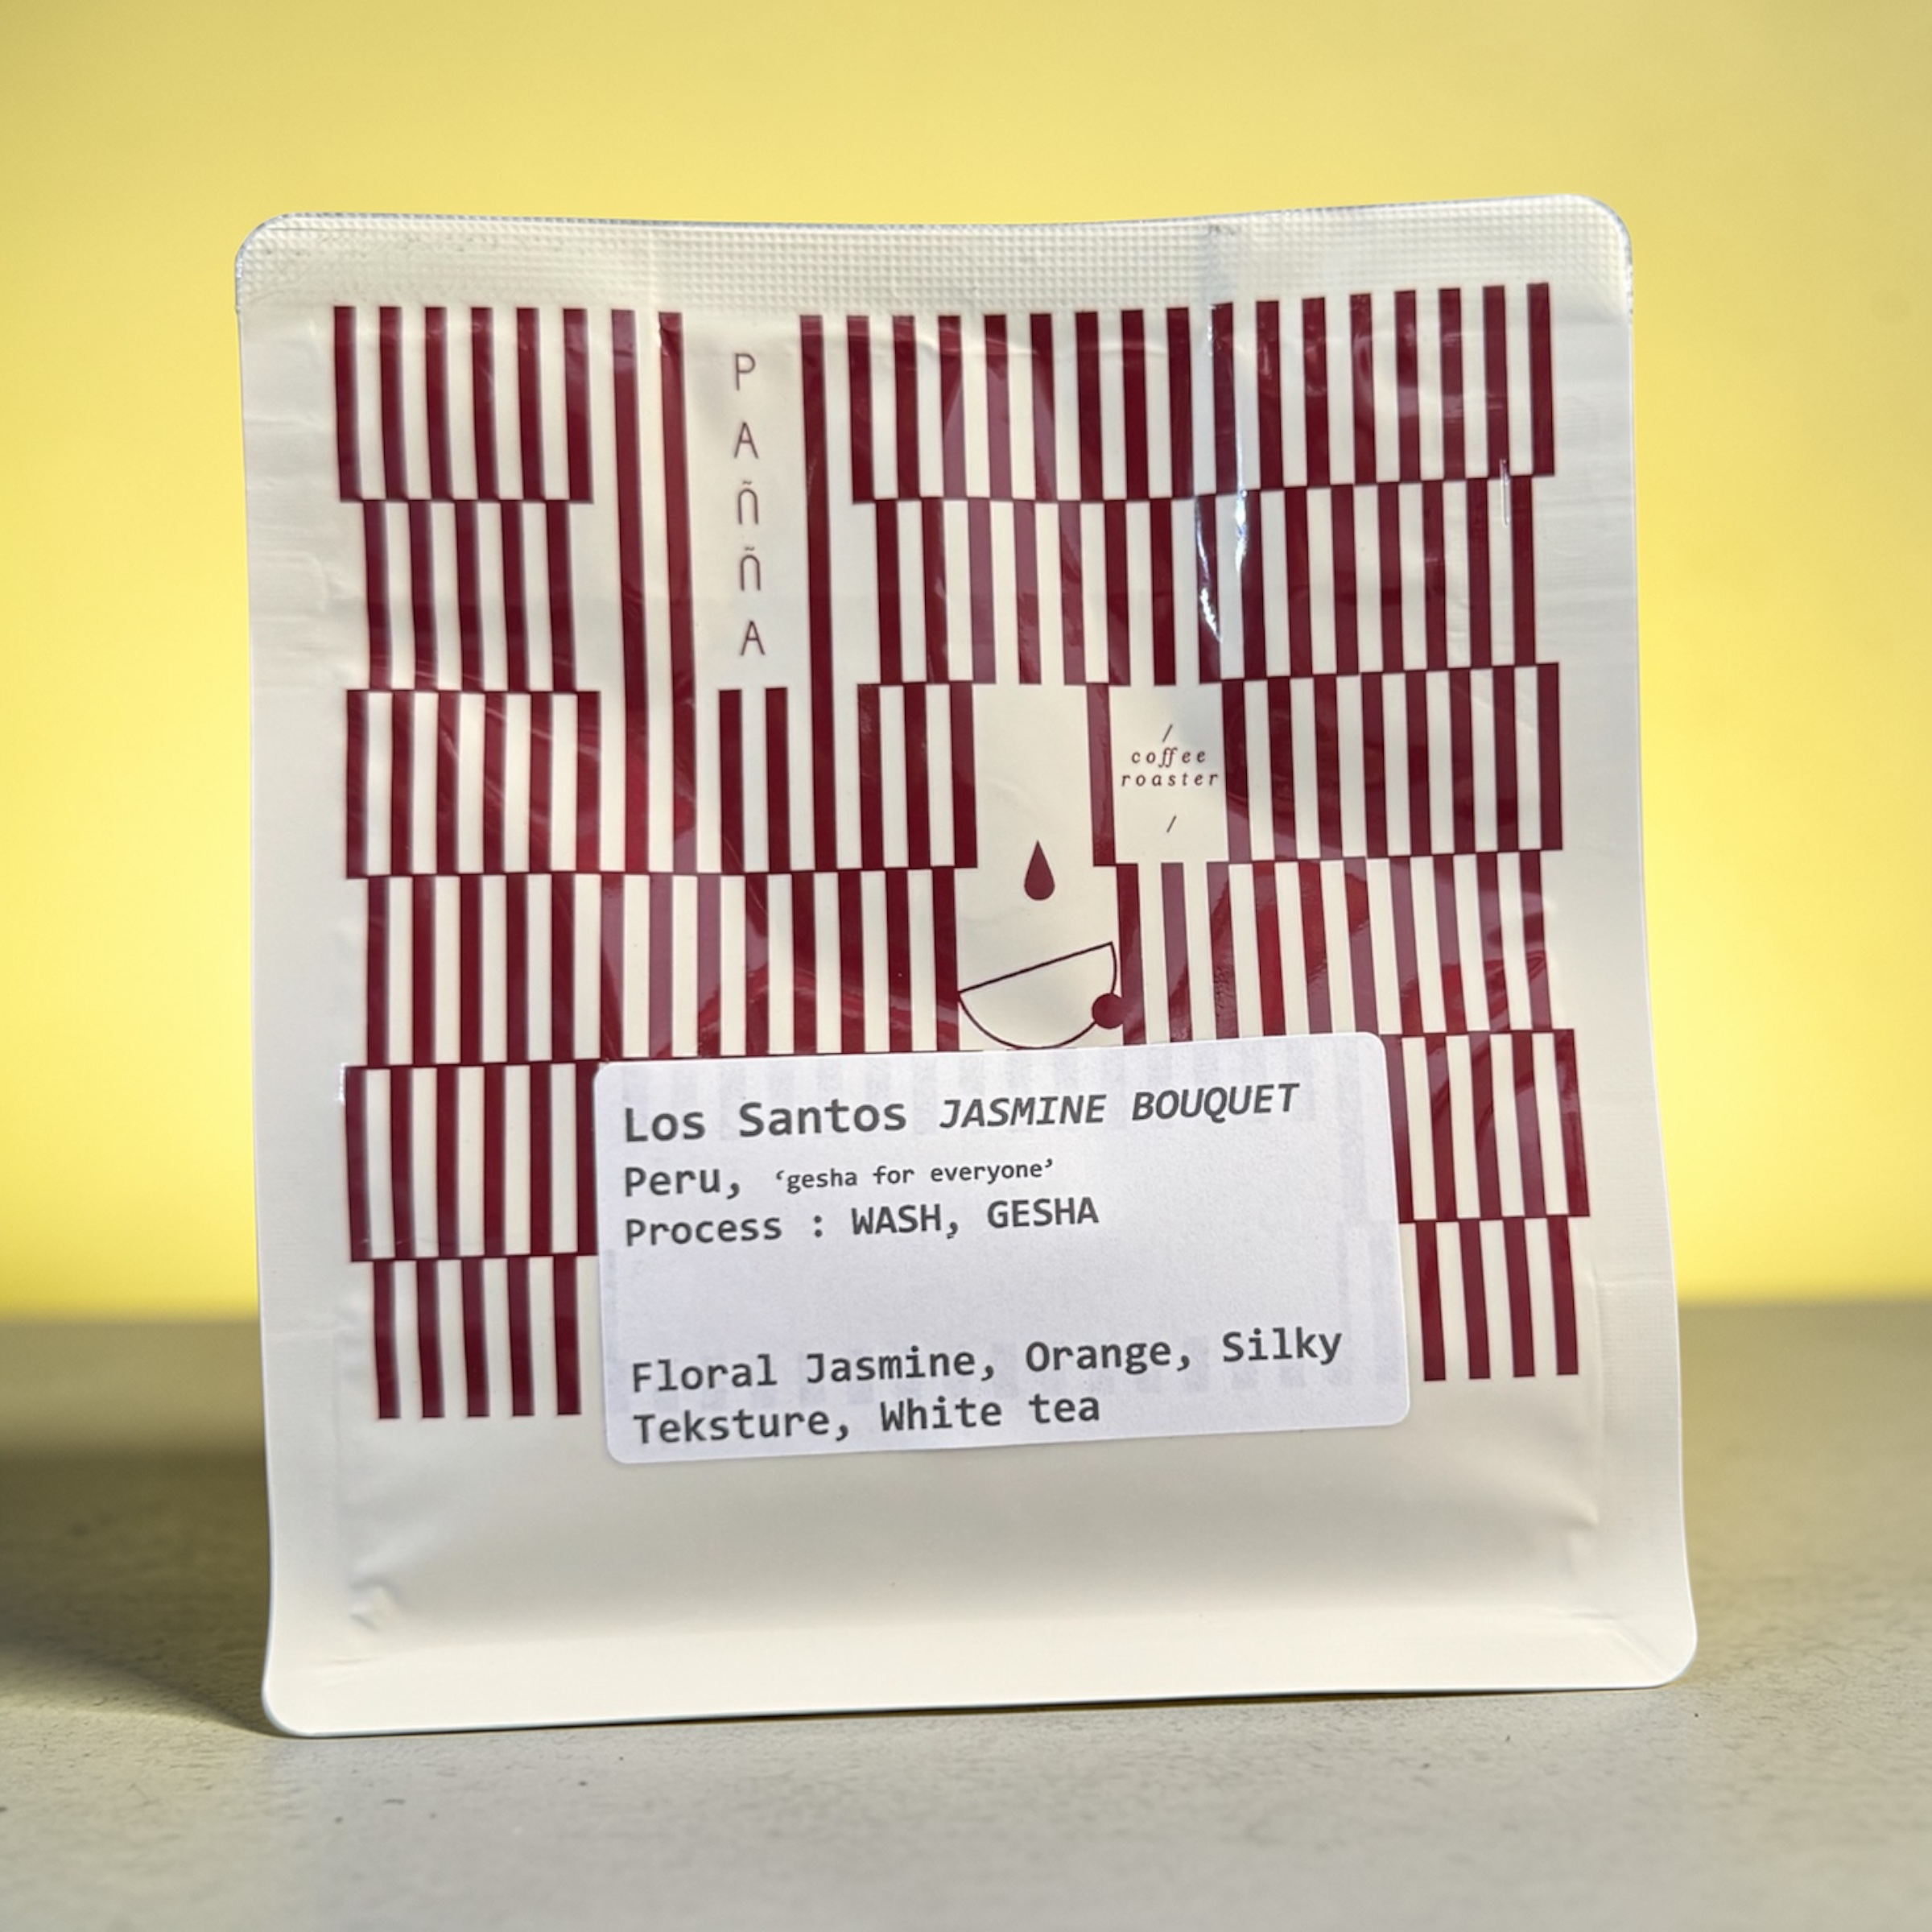 PAññA
/
coffee
roaster
/
Los Santos JASMINE BOUQUET
Peru, ‘gesha for everyone’
Process : WASH, GESHA
Floral Jasmine, Orange, Silky
Teksture, White tea